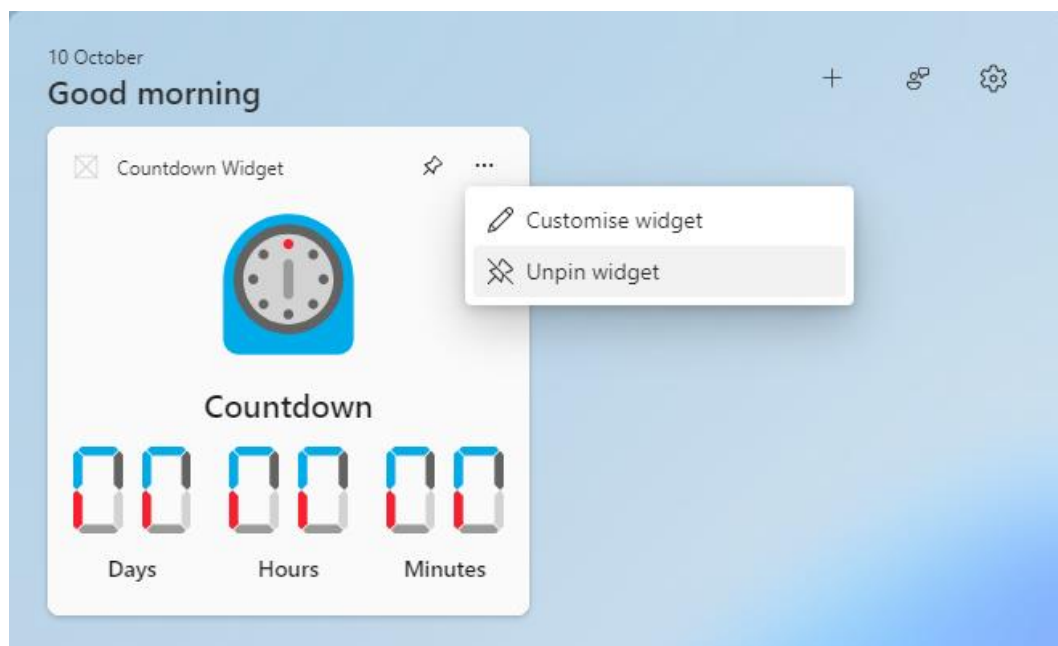 10 October
Good morning
Countdown Widget
Customise widget
Unpin widget
Countdown
00 00 00
Days Hours Minutes